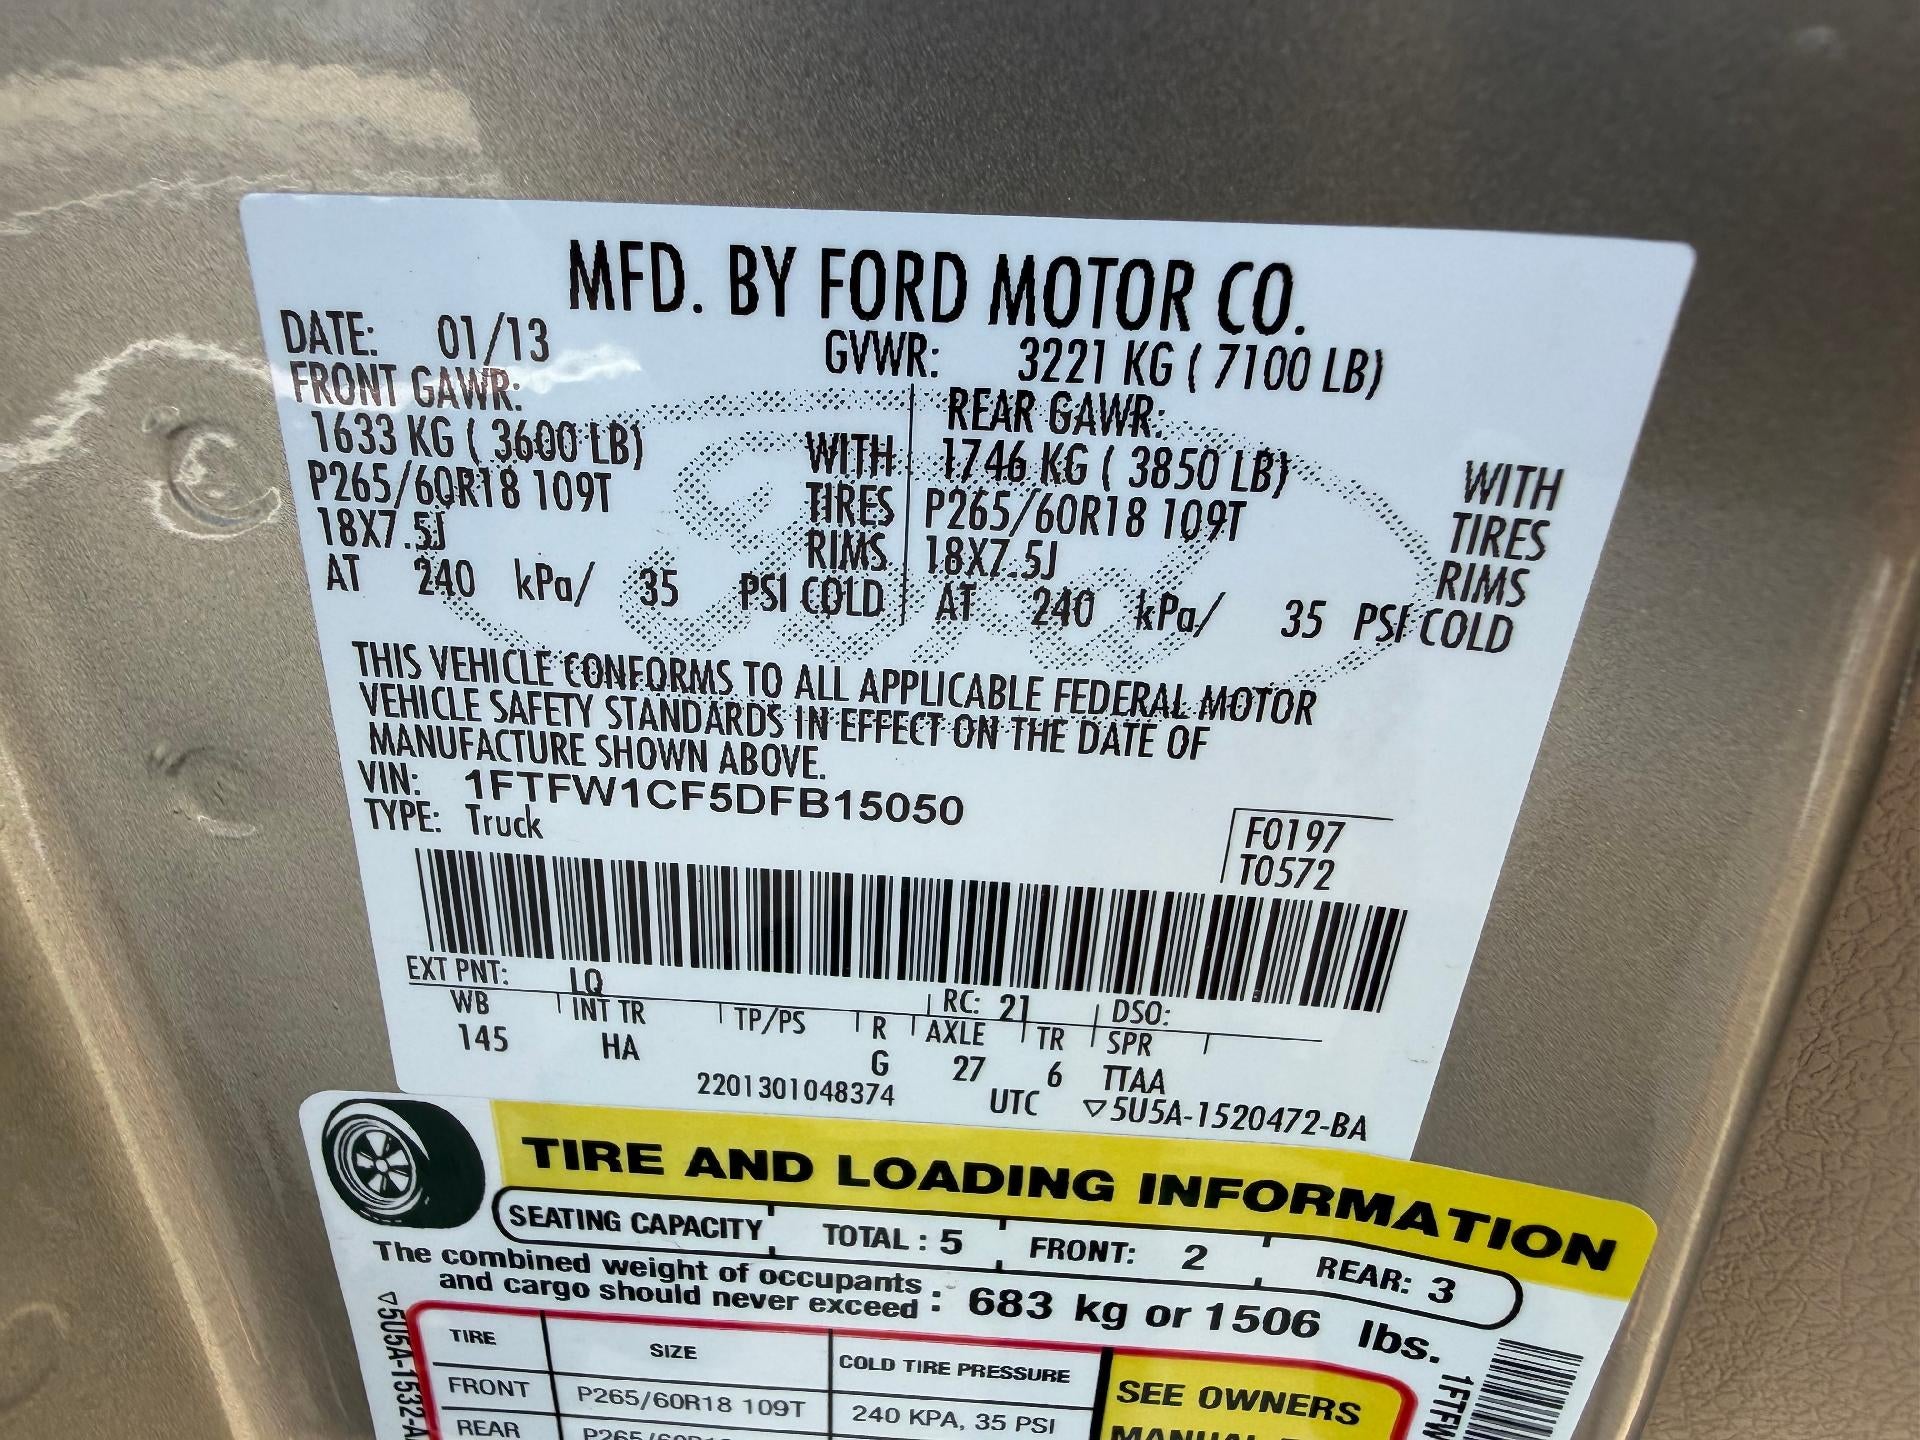 MFD. BY FORD MOTOR CO.
DATE: 01/13 GVWR: 3221 KG ( 7100 LB)
FRONT GAWR: REAR GAWR:
1633 KG ( 3600 LB) WITH 1746 KG ( 3850 LB) WITH
P265/60R18 109T TIRES P265/60R18 109T TIRES
18X7.5J RIMS 18X7.5J RIMS
AT 240 kPa/ 35 PSI COLD AT 240 kPa/ 35 PSI COLD
THIS VEHICLE CONFORMS TO ALL APPLICABLE FEDERAL MOTOR
VEHICLE SAFETY STANDARDS IN EFFECT ON THE DATE OF
MANUFACTURE SHOWN ABOVE.
VIN: 1FTFW1CF5DFB15050
TYPE: Truck
F0197
T0572
EXT PNT: LQ RC: 21 DSO:
WB INT TR TP/PS R AXLE TR SPR
145 HA G 27 6 TTAA
2201301048374 UTC ▽5U5A-1520472-BA
TIRE AND LOADING INFORMATION
SEATING CAPACITY TOTAL : 5 FRONT: 2 REAR: 3
The combined weight of occupants
and cargo should never exceed : 683 kg or 1506 lbs.
TIRE SIZE COLD TIRE PRESSURE
FRONT P265/60R18 109T 240 KPA, 35 PSI
REAR
SEE OWNERS
MANUAL
▽5U5A-1532-A
1FTFW